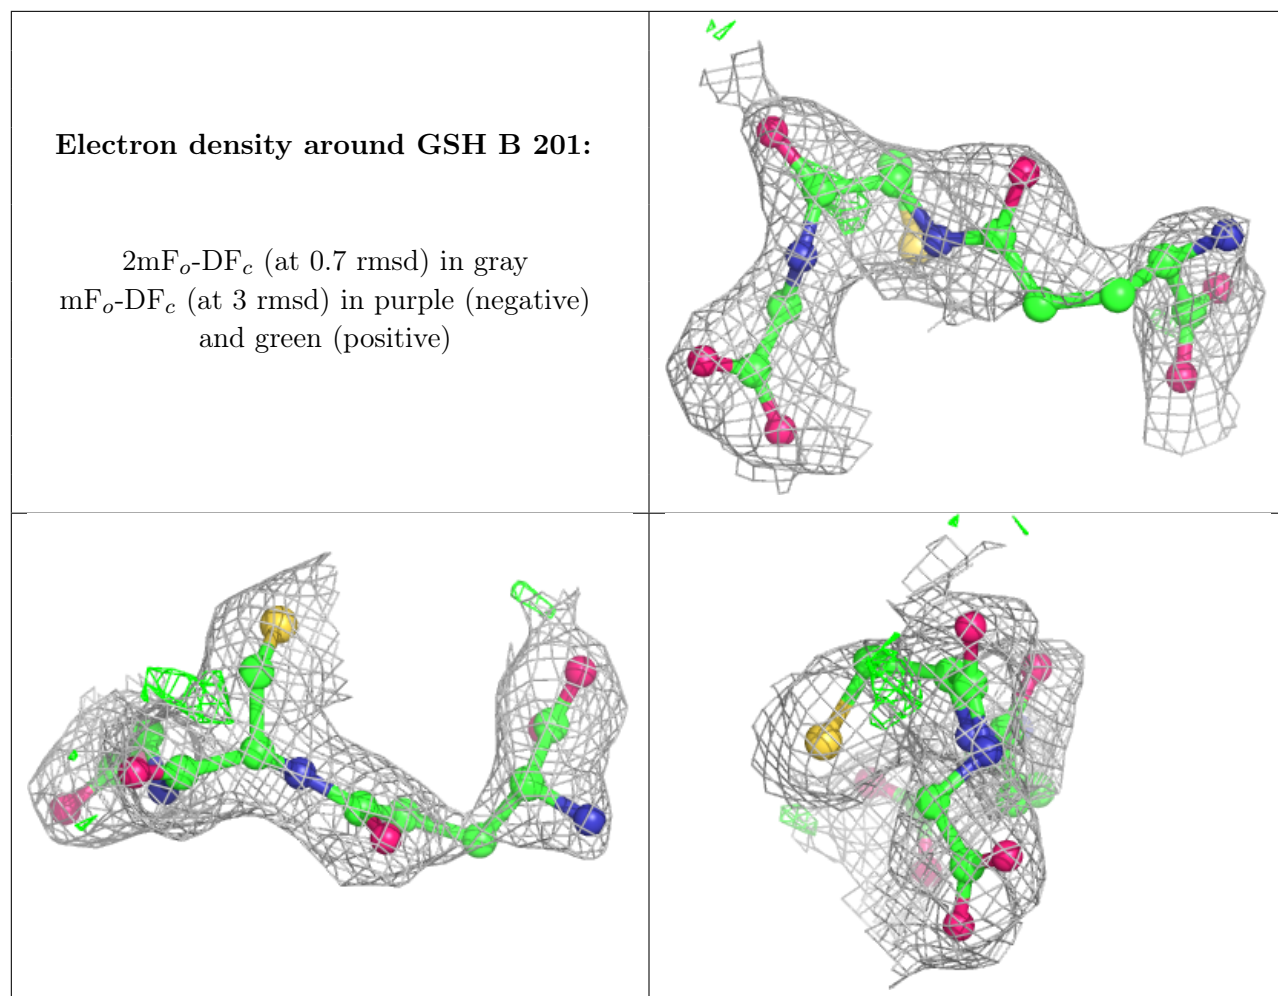 Electron density around GSH B 201:
2mFo-DFc (at 0.7 rmsd) in gray
mFo-DFc (at 3 rmsd) in purple (negative)
and green (positive)